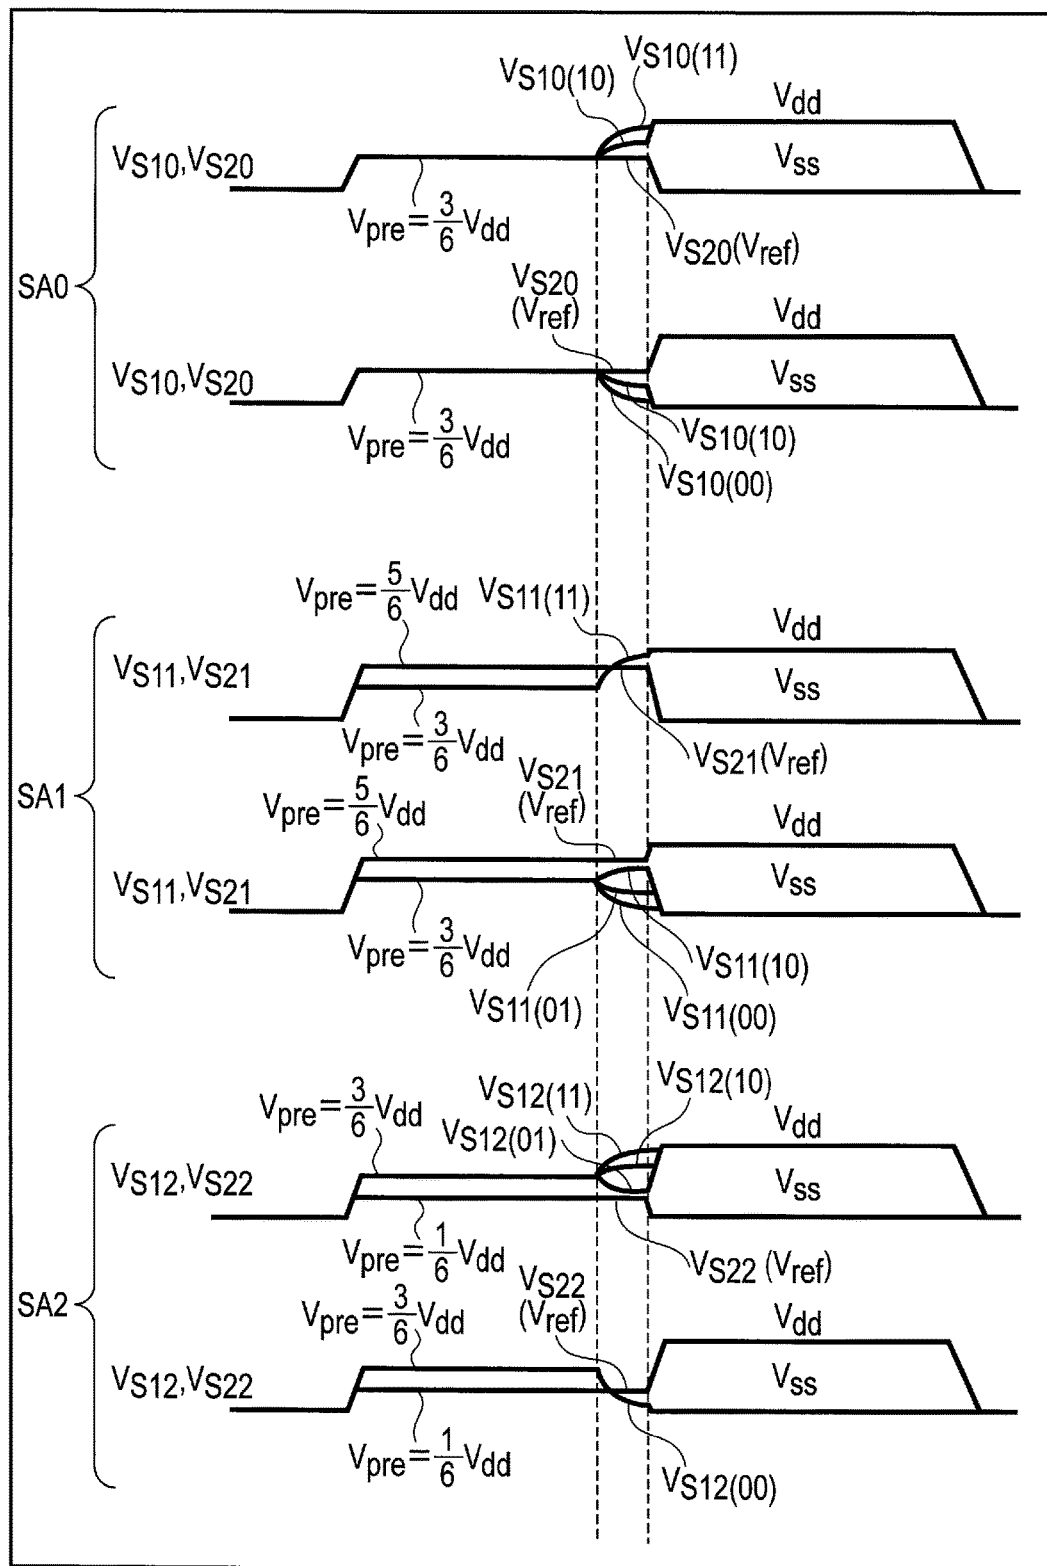 VS10(10) VS10(11)
Vdd
VS10,VS20
Vss
Vpre=3/6Vdd
VS20(Vref)
SA0
VS20
(Vref)
Vdd
VS10,VS20
Vss
Vpre=3/6Vdd
VS10(10)
VS10(00)
Vpre=5/6Vdd
VS11(11)
Vdd
VS11,VS21
Vss
Vpre=3/6Vdd
VS21(Vref)
SA1
VS21
(Vref)
Vpre=5/6Vdd
Vdd
VS11,VS21
Vss
Vpre=3/6Vdd
VS11(10)
VS11(01)
VS11(00)
VS12(10)
VS12(11)
Vpre=3/6Vdd
VS12(01)
Vdd
VS12,VS22
Vss
Vpre=1/6Vdd
VS22 (Vref)
SA2
VS22
(Vref)
Vpre=3/6Vdd
Vdd
VS12,VS22
Vss
Vpre=1/6Vdd
VS12(00)